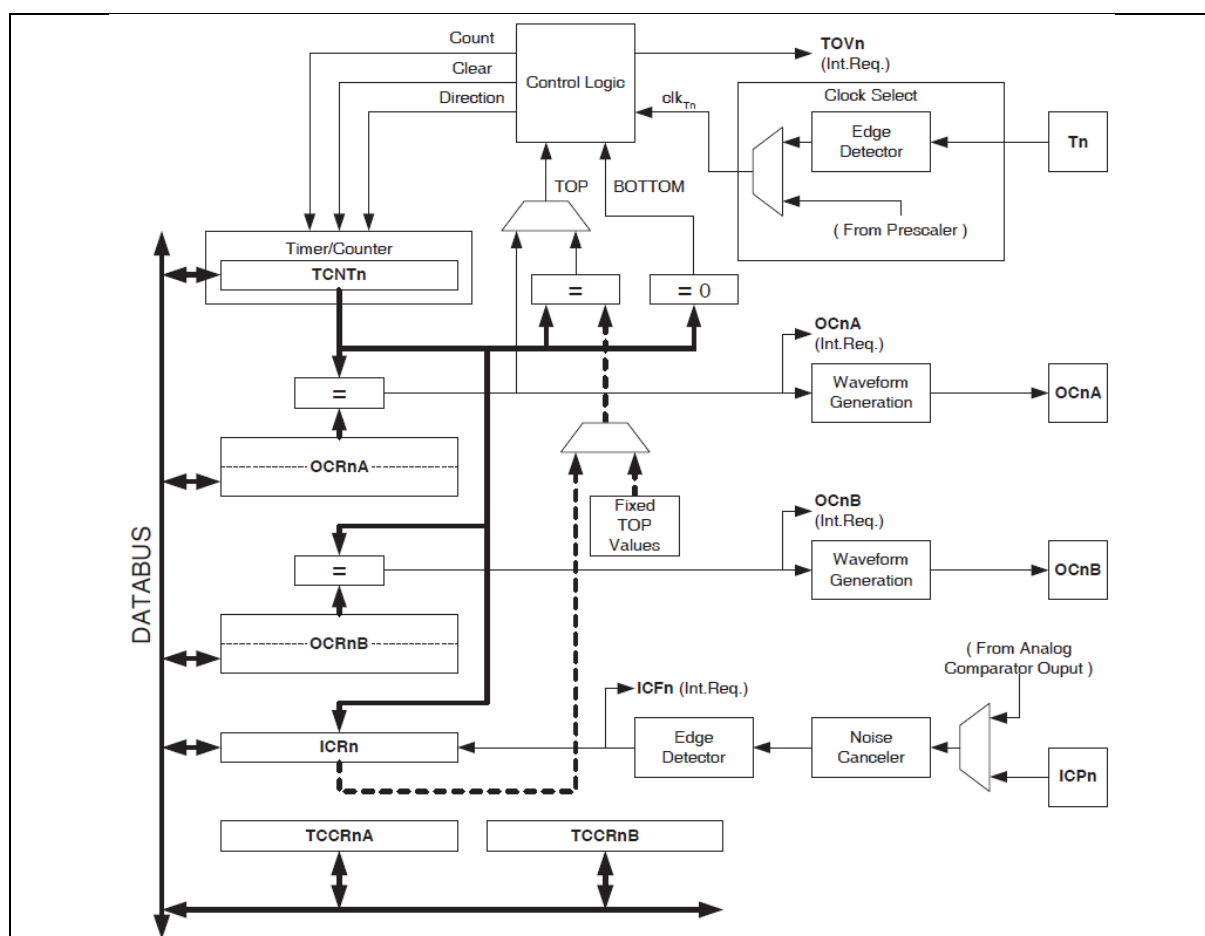 Count
TOVn
(Int.Req.)
Clear
Control Logic
Direction
clkTn
Clock Select
Edge
Detector
Tn
TOP
BOTTOM
( From Prescaler )
Timer/Counter
TCNTn
=
= 0
OCnA
(Int.Req.)
=
Waveform
Generation
OCnA
OCRnA
Fixed
TOP
Values
OCnB
(Int.Req.)
=
Waveform
Generation
OCnB
DATABUS
OCRnB
( From Analog
Comparator Ouput )
ICFn (Int.Req.)
ICRn
Edge
Detector
Noise
Canceler
ICPn
TCCRnA
TCCRnB